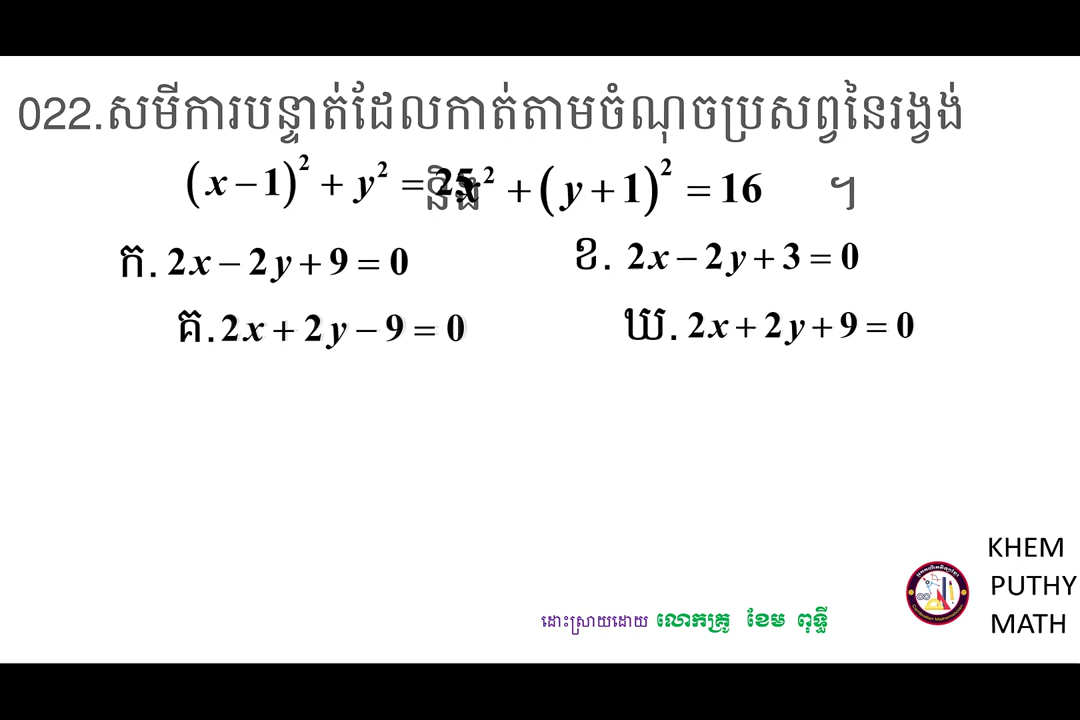 022.សមីការបន្ទាត់ដែលកាត់តាមចំណុចប្រសព្វនៃរង្វង់
(x−1)² + y² = 25 និង x² + (y+1)² = 16 ។
ក. 2x − 2y + 9 = 0 ខ. 2x − 2y + 3 = 0
គ. 2x + 2y − 9 = 0 ឃ. 2x + 2y + 9 = 0
KHEM
PUTHY
MATH
ដោះស្រាយដោយ លោកគ្រូ ខែម ពុទ្ធី